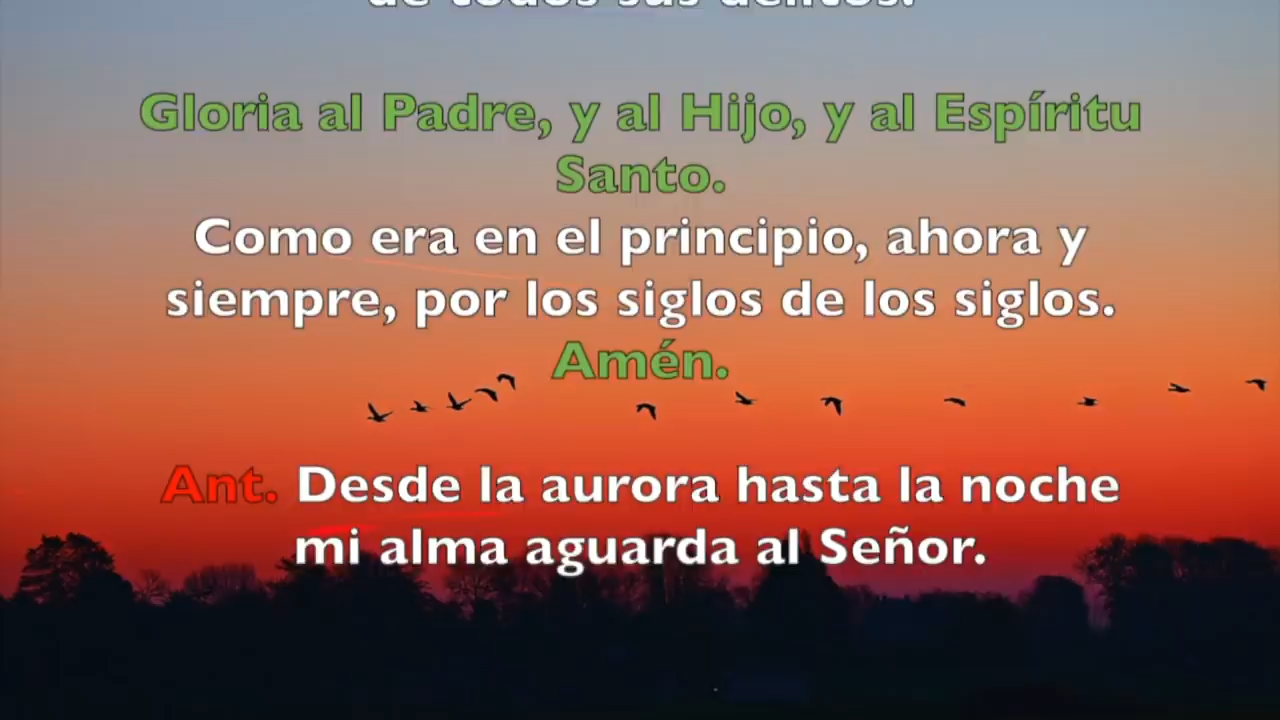 de todos sus delitos.
Gloria al Padre, y al Hijo, y al Espíritu
Santo.
Como era en el principio, ahora y
siempre, por los siglos de los siglos.
Amén.
Ant. Desde la aurora hasta la noche
mi alma aguarda al Señor.